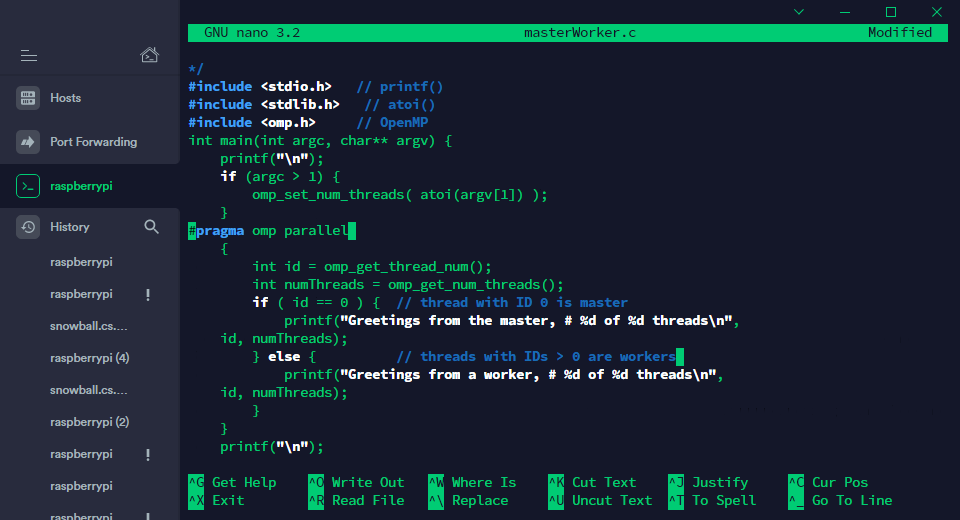 GNU nano 3.2 masterWorker.c Modified
Hosts
Port Forwarding
raspberrypi
History
raspberrypi
raspberrypi !
snowball.cs....
raspberrypi (4)
snowball.cs....
raspberrypi (2)
raspberrypi !
raspberrypi
raspberrypi !
*/
#include <stdio.h>   // printf()
#include <stdlib.h>   // atoi()
#include <omp.h>     // OpenMP
int main(int argc, char** argv) {
    printf("\n");
    if (argc > 1) {
        omp_set_num_threads( atoi(argv[1]) );
    }
#pragma omp parallel
    {
        int id = omp_get_thread_num();
        int numThreads = omp_get_num_threads();
        if ( id == 0 ) {  // thread with ID 0 is master
            printf("Greetings from the master, # %d of %d threads\n",
    id, numThreads);
        } else {          // threads with IDs > 0 are workers
            printf("Greetings from a worker, # %d of %d threads\n",
    id, numThreads);
        }
    }
    printf("\n");
^G Get Help ^O Write Out ^W Where Is ^K Cut Text ^J Justify ^C Cur Pos
^X Exit ^R Read File ^\ Replace ^U Uncut Text ^T To Spell ^_ Go To Line